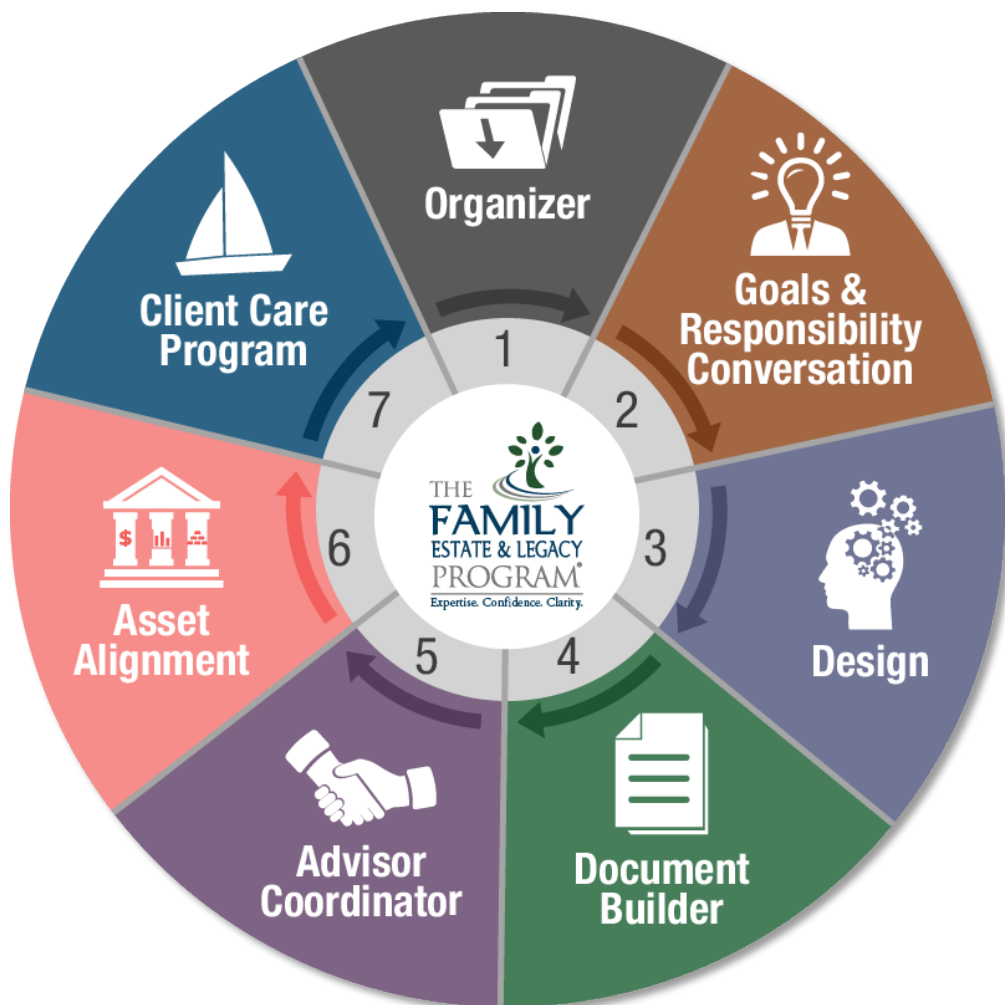 1
Organizer
2
Goals &
Responsibility
Conversation
3
Design
4
Document
Builder
5
Advisor
Coordinator
6
Asset
Alignment
$
7
Client Care
Program
THE
FAMILY
ESTATE & LEGACY
PROGRAM®
Expertise. Confidence. Clarity.